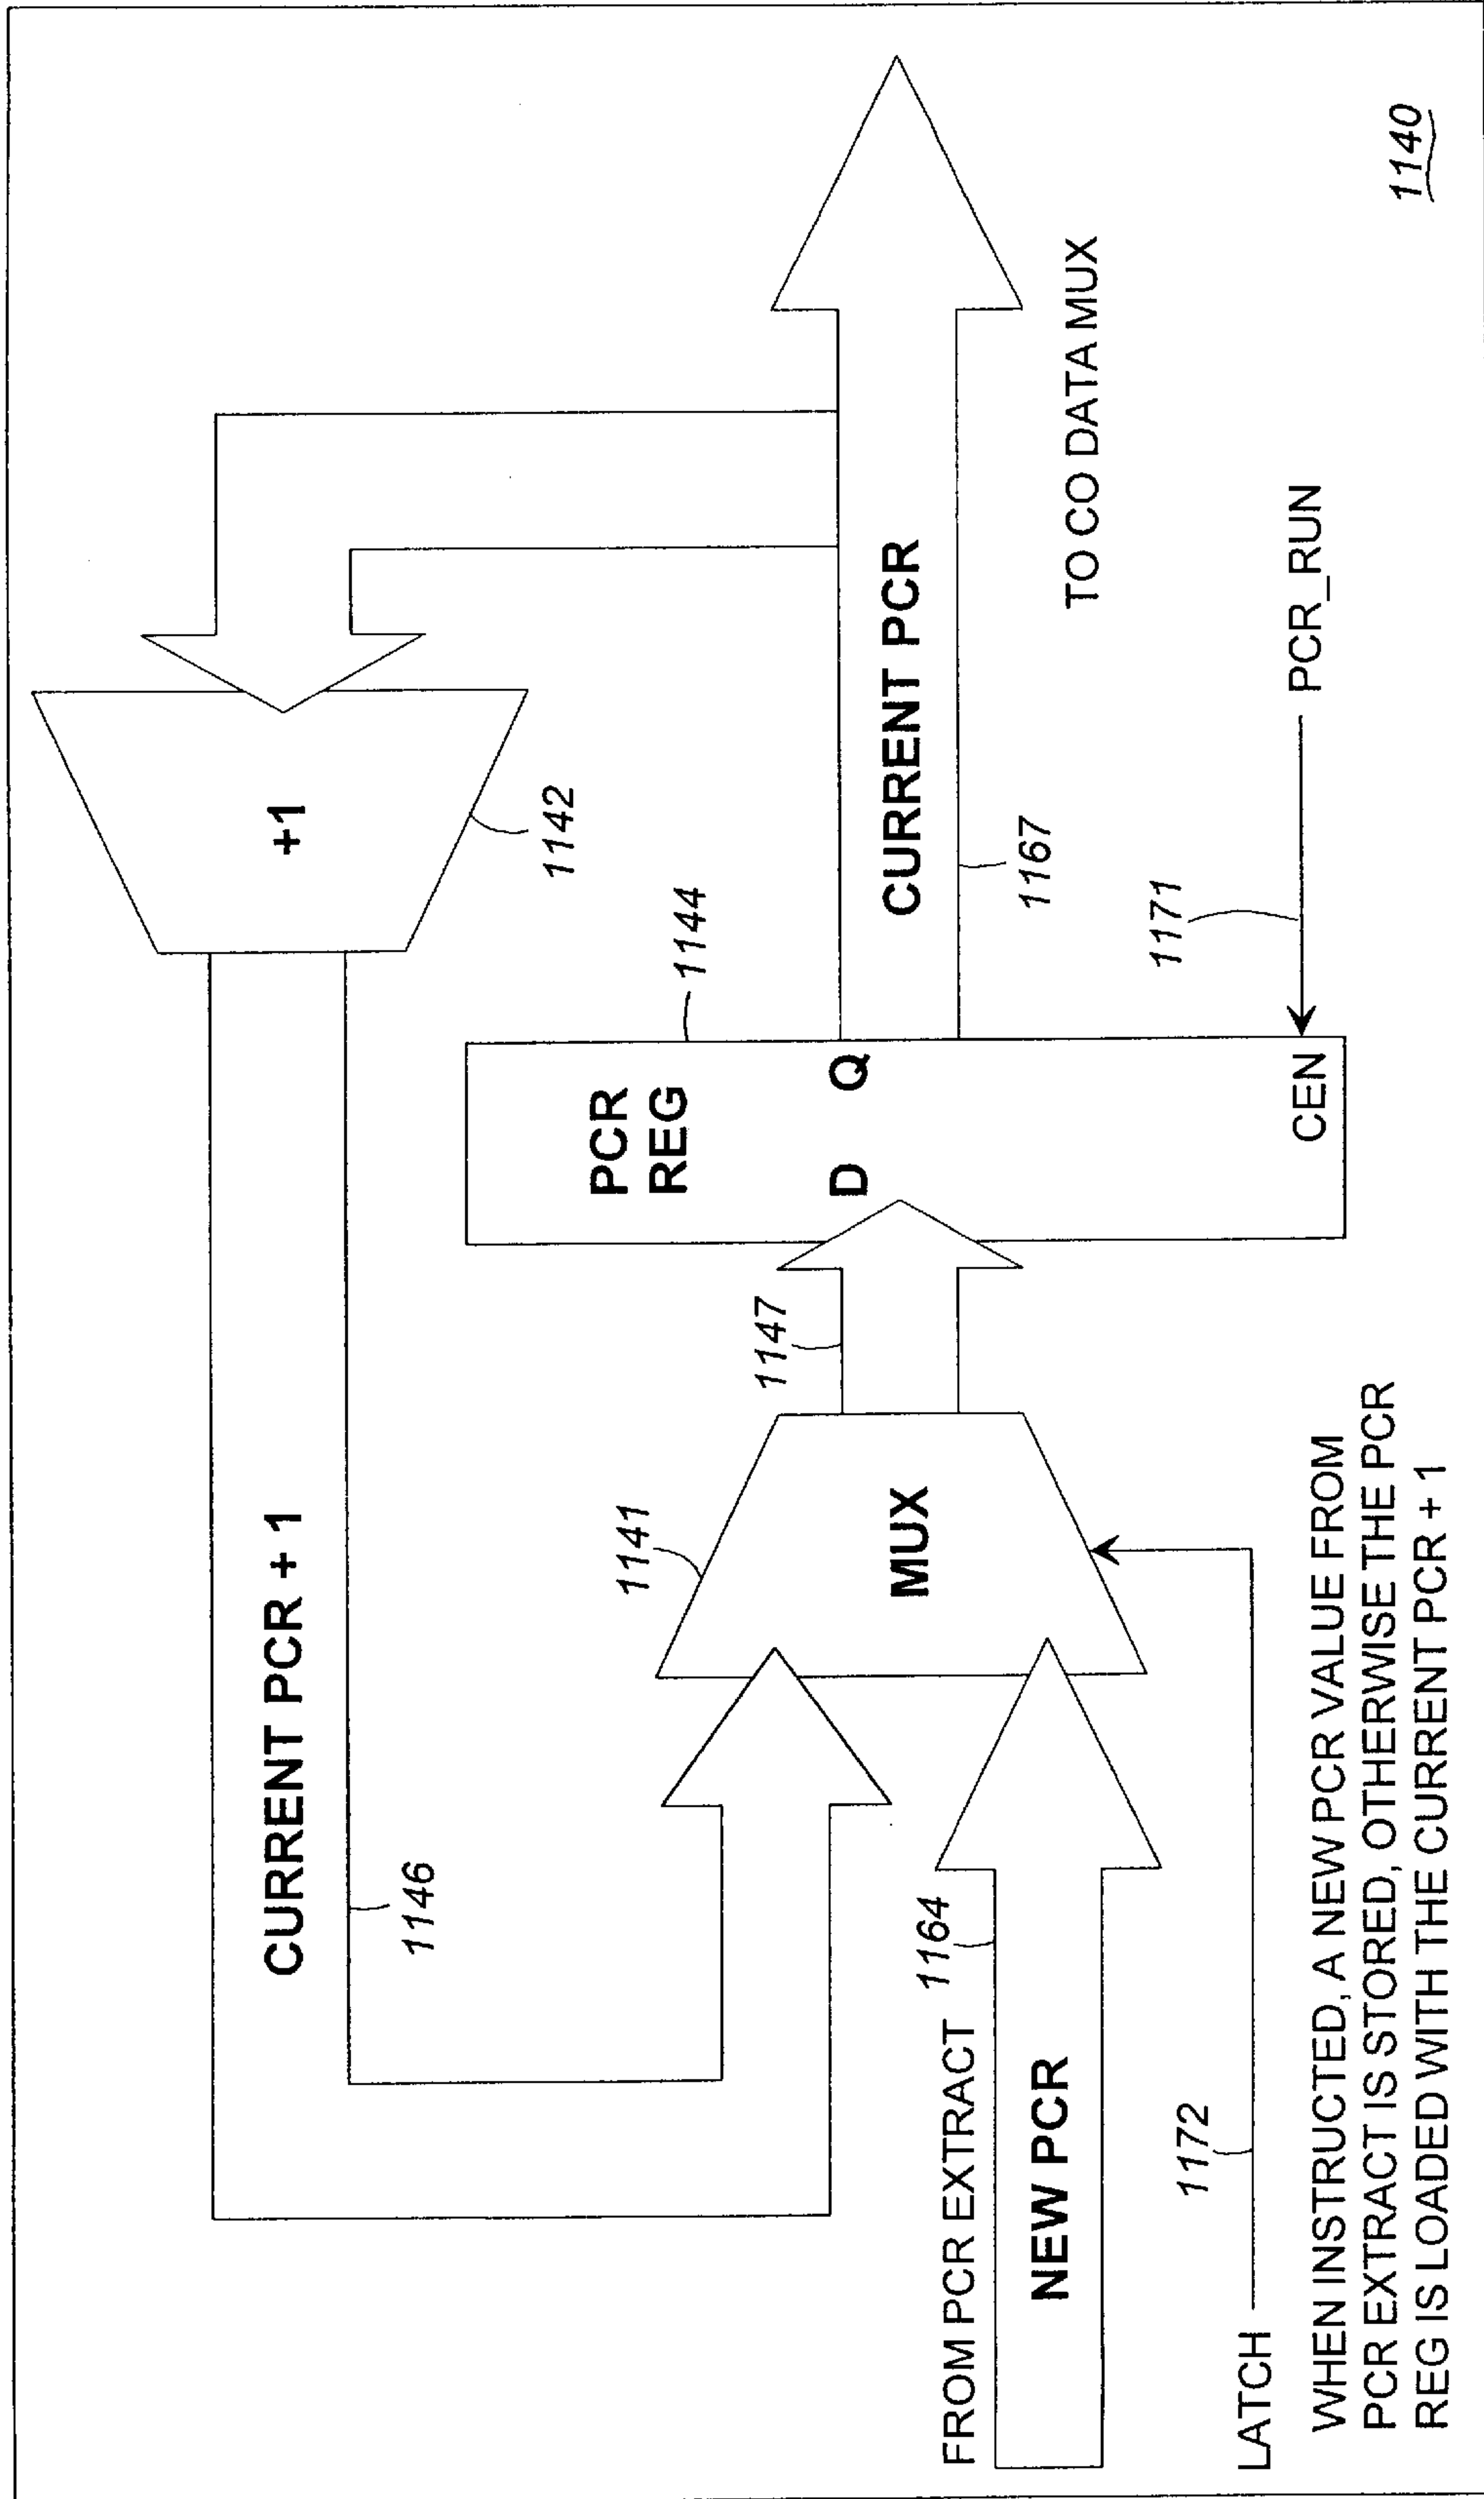 +1
1142
CURRENT PCR + 1
1146
1144
PCR
REG
D Q
CEN
CURRENT PCR
1167
TO CO DATA MUX
1171
PCR_RUN
1147
1141
MUX
FROM PCR EXTRACT
1164
NEW PCR
1172
LATCH
WHEN INSTRUCTED, A NEW PCR VALUE FROM
PCR EXTRACT IS STORED, OTHERWISE THE PCR
REG IS LOADED WITH THE CURRENT PCR + 1
1140